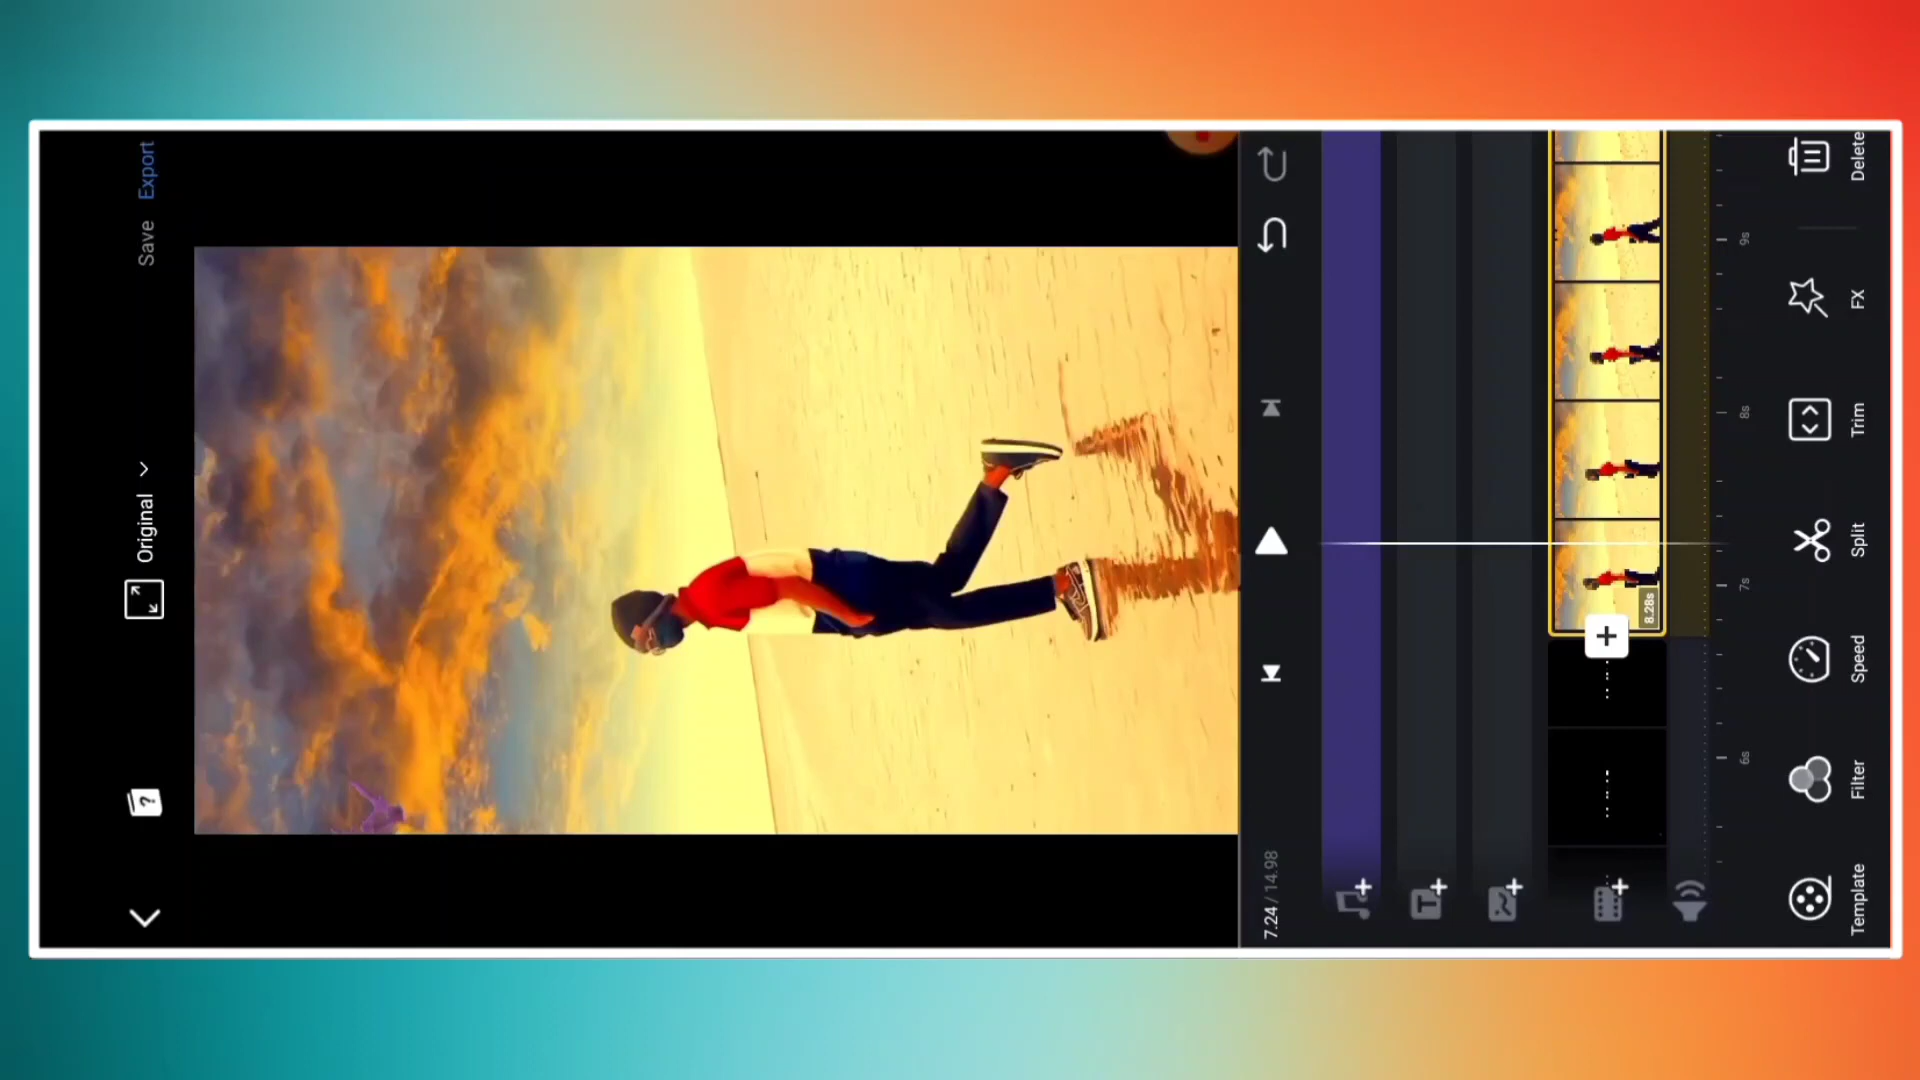 Original
Save
Export
7.24 / 14.98
8.28s
6s
7s
8s
9s
Template
Filter
Speed
Split
Trim
FX
Delete